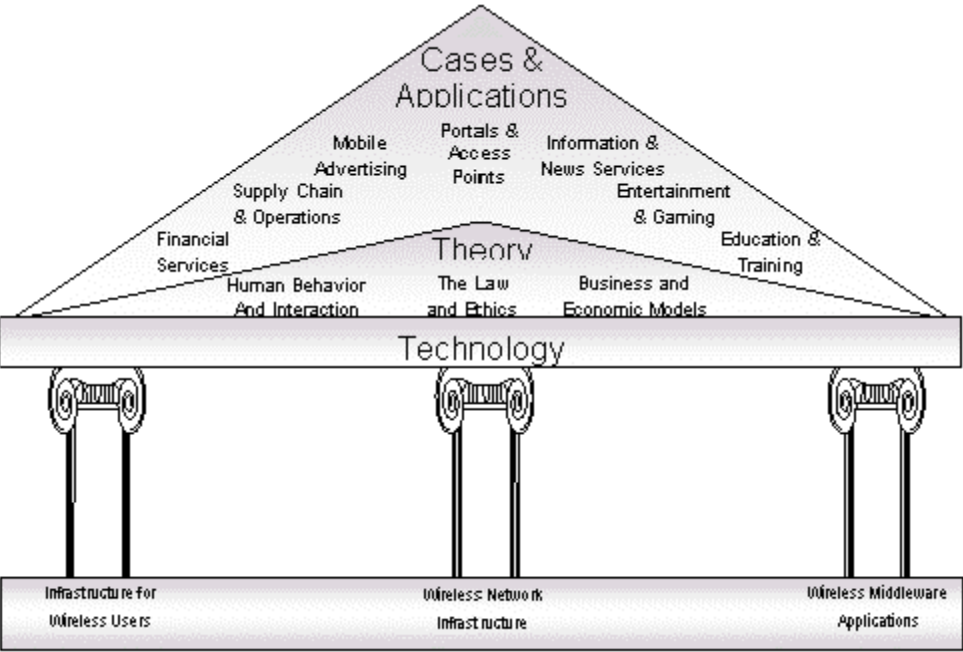 Cases &
Applications
Portals &
Access
Points
Mobile
Advertising
Information &
News Services
Supply Chain
& Operations
Entertainment
& Gaming
Financial
Services
Education &
Training
Theory
Human Behavior
And Interaction
The Law
and Ethics
Business and
Economic Models
Technology
Infrastructure for
Wireless Users
Wireless Network
Infrastructure
Wireless Middleware
Applications